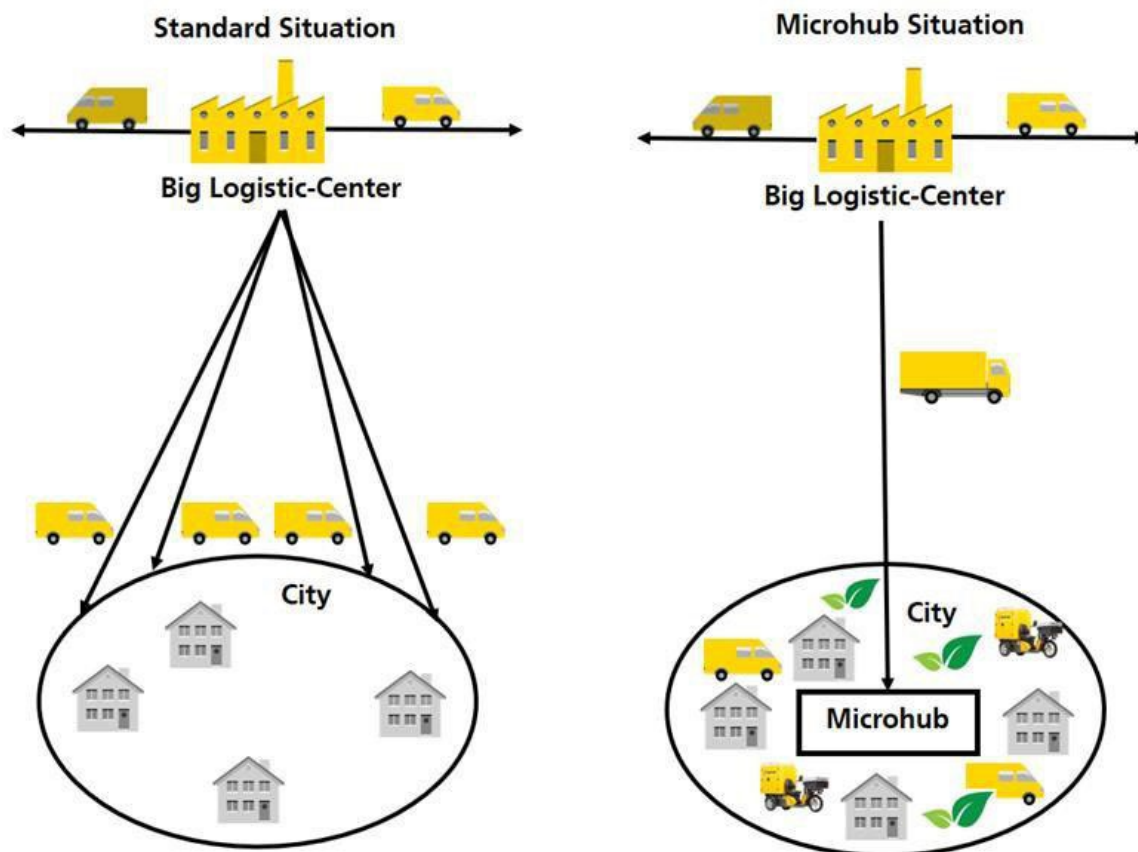 Standard Situation
Big Logistic-Center
City
Microhub Situation
Big Logistic-Center
City
Microhub